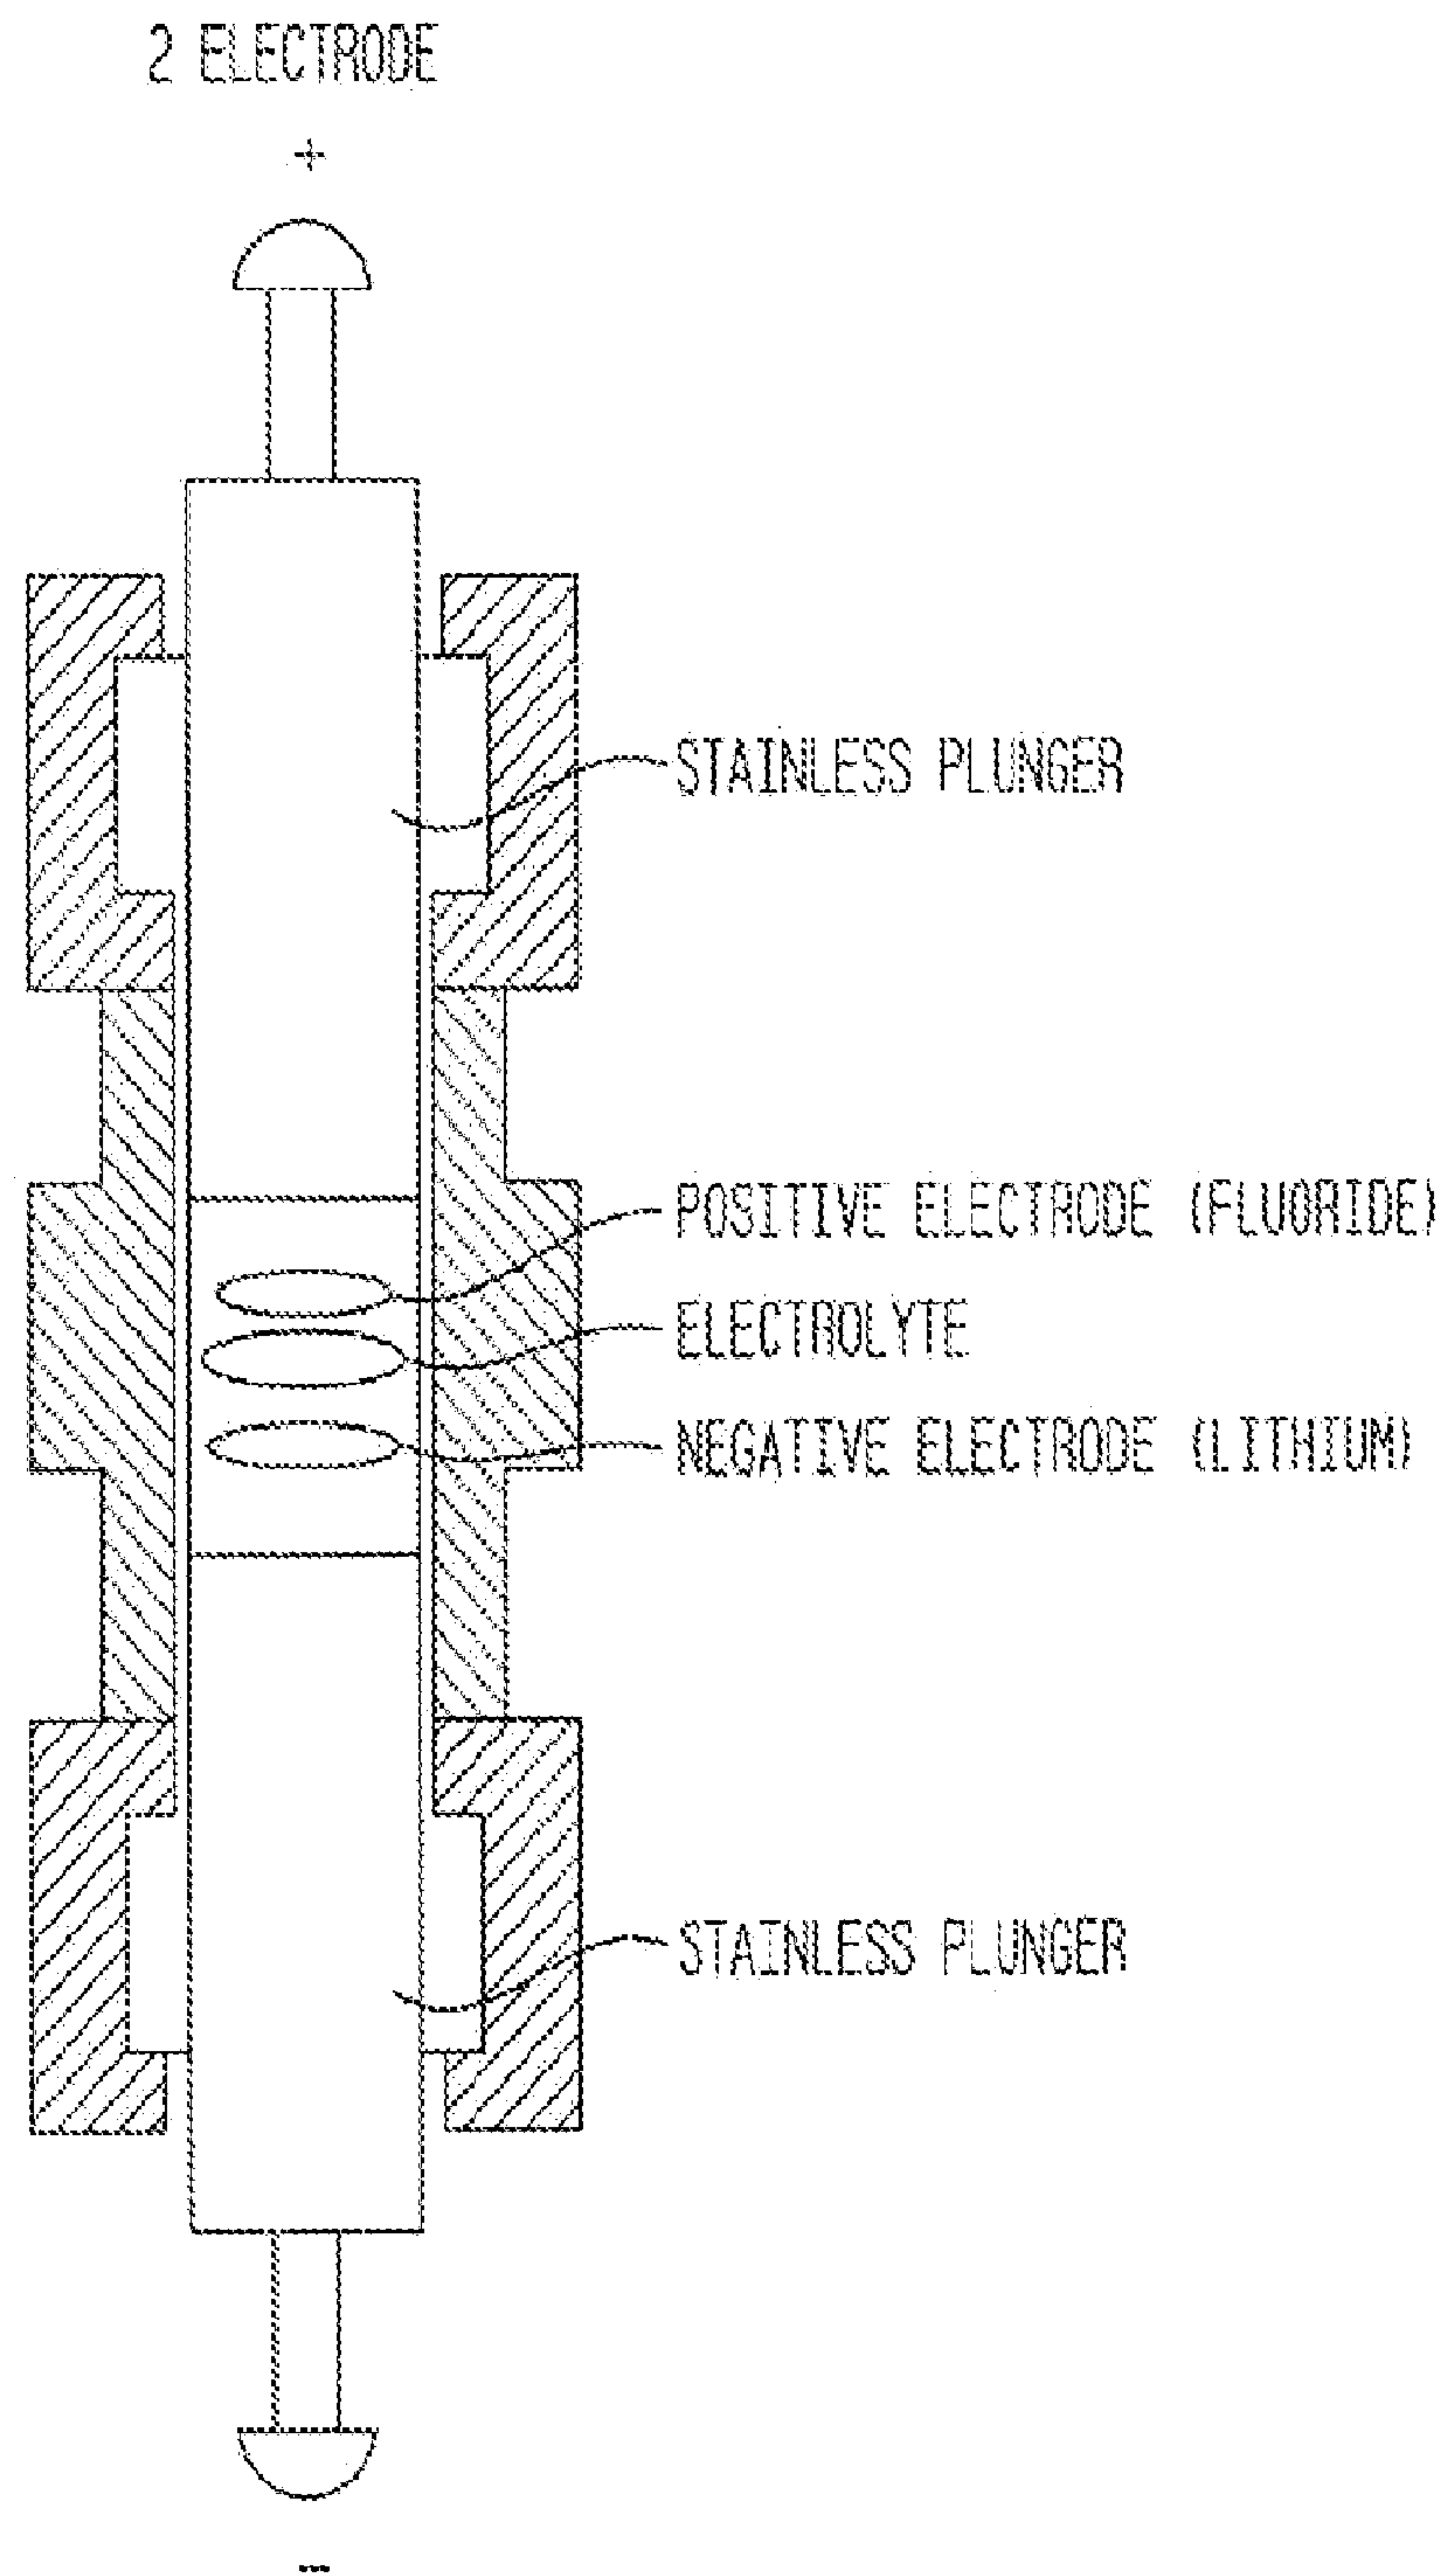 2 ELECTRODE
+
STAINLESS PLUNGER
POSITIVE ELECTRODE (FLUORIDE)
ELECTROLYTE
NEGATIVE ELECTRODE (LITHIUM)
STAINLESS PLUNGER
-